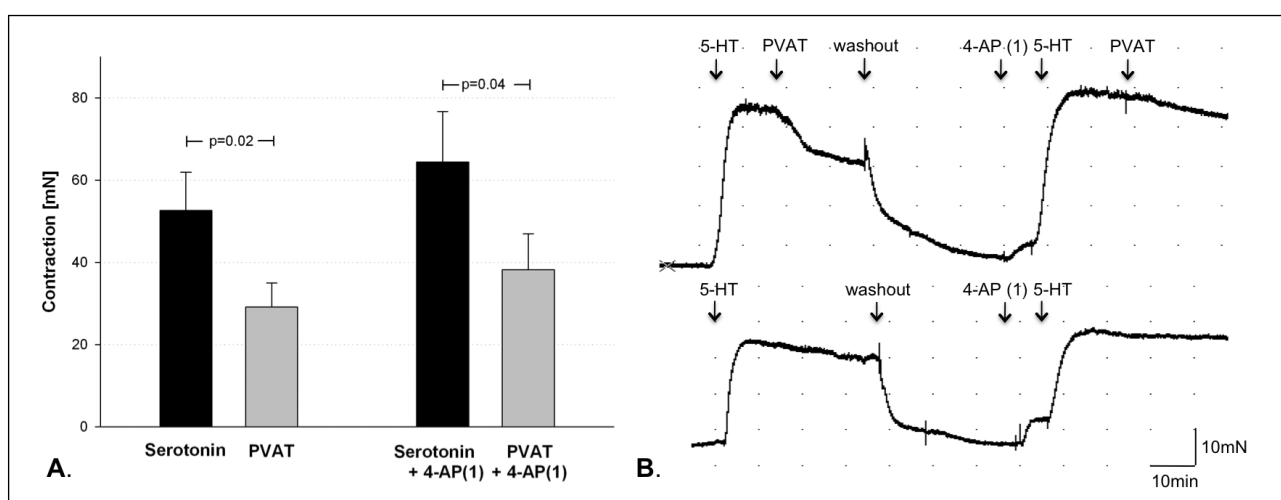 5-HT PVAT washout 4-AP (1) 5-HT PVAT
80
p=0.04
p=0.02
60
Contraction [mN]
40
20
0
Serotonin PVAT Serotonin PVAT
+ 4-AP(1) + 4-AP(1)
A.
5-HT washout 4-AP (1) 5-HT
10mN
10min
B.